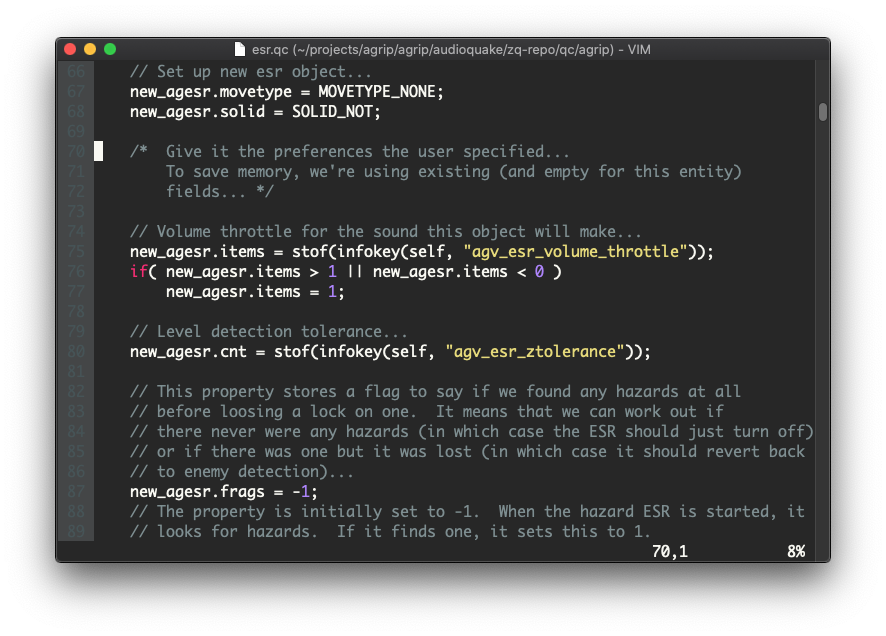 esr.qc (~/projects/agrip/agrip/audioquake/zq-repo/qc/agrip) - VIM
66 // Set up new esr object...
67 new_agesr.movetype = MOVETYPE_NONE;
68 new_agesr.solid = SOLID_NOT;
69
70 /*  Give it the preferences the user specified...
71 To save memory, we're using existing (and empty for this entity)
72 fields... */
73
74 // Volume throttle for the sound this object will make...
75 new_agesr.items = stof(infokey(self, "agv_esr_volume_throttle"));
76 if( new_agesr.items > 1 || new_agesr.items < 0 )
77 new_agesr.items = 1;
78
79 // Level detection tolerance...
80 new_agesr.cnt = stof(infokey(self, "agv_esr_ztolerance"));
81
82 // This property stores a flag to say if we found any hazards at all
83 // before loosing a lock on one.  It means that we can work out if
84 // there never were any hazards (in which case the ESR should just turn off)
85 // or if there was one but it was lost (in which case it should revert back
86 // to enemy detection)...
87 new_agesr.frags = -1;
88 // The property is initially set to -1.  When the hazard ESR is started, it
89 // looks for hazards.  If it finds one, it sets this to 1.
70,1 8%